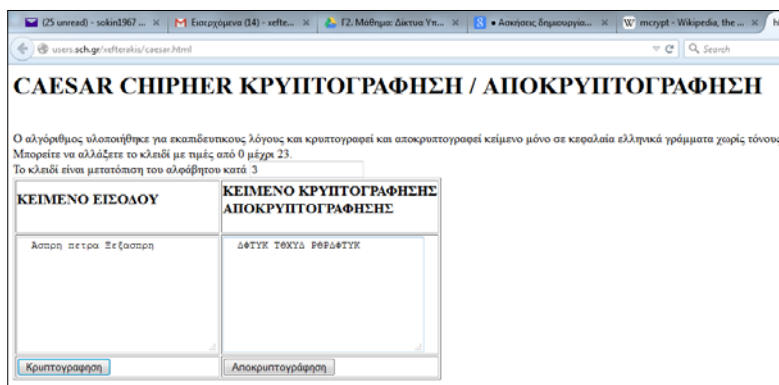 (25 unread) - sokin1967 ...
Εισερχόμενα (14) - xefte...
Γ2. Μάθημα: Δίκτυα Υπ...
• Ασκήσεις δημιουργία...
mcrypt - Wikipedia, the ...
users.sch.gr/xefterakis/caesar.html
Search
CAESAR CHIPHER ΚΡΥΠΤΟΓΡΑΦΗΣΗ / ΑΠΟΚΡΥΠΤΟΓΡΑΦΗΣΗ
Ο αλγόριθμος υλοποιήθηκε για εκαπιδευτικους λόγους και κρυπτογραφεί και αποκρυπτογραφεί κείμενο μόνο σε κεφαλαία ελληνικά γράμματα χωρίς τόνους
Μπορείτε να αλλάξετε το κλειδί με τιμές από 0 μέχρι 23.
Το κλειδί είναι μετατόπιση του αλφάβητου κατά 3
ΚΕΙΜΕΝΟ ΕΙΣΟΔΟΥ
ΚΕΙΜΕΝΟ ΚΡΥΠΤΟΓΡΑΦΗΣΗΣ
ΑΠΟΚΡΥΠΤΟΓΡΑΦΗΣΗΣ
Ασπρη πετρα Ξεξασπρη
ΔΦΤΥΚ ΤΘΧΥΔ ΡΘΡΔΦΤΥΚ
Κρυπτογραφηση
Αποκρυπτογράφηση